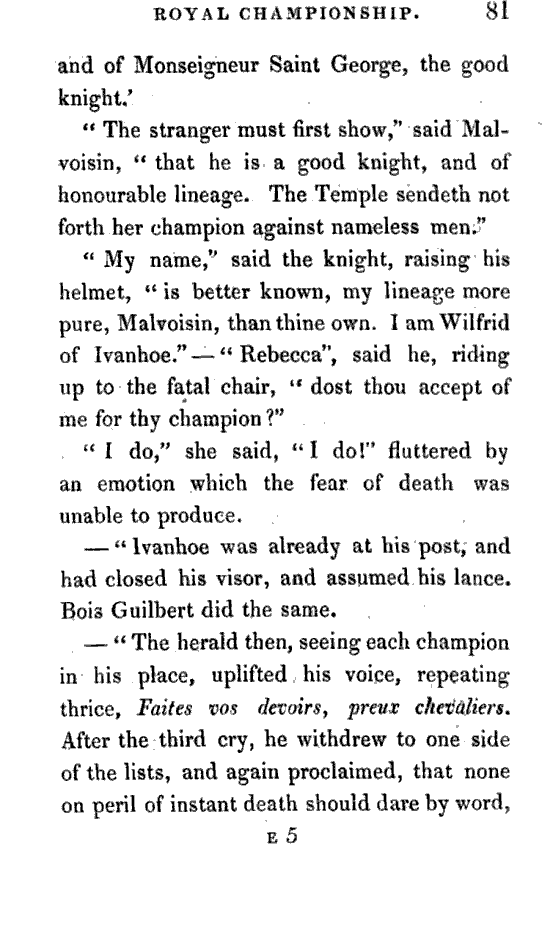 ROYAL CHAMPIONSHIP. 81
and of Monseigneur Saint George, the good
knight.'
“ The stranger must first show,” said Mal-
voisin, “ that he is a good knight, and of
honourable lineage. The Temple sendeth not
forth her champion against nameless men.”
“ My name,” said the knight, raising his
helmet, “ is better known, my lineage more
pure, Malvoisin, than thine own. I am Wilfrid
of Ivanhoe.” — “ Rebecca”, said he, riding
up to the fatal chair, “ dost thou accept of
me for thy champion ?”
“ I do,” she said, “ I do!” fluttered by
an emotion which the fear of death was
unable to produce.
— “ Ivanhoe was already at his post, and
had closed his visor, and assumed his lance.
Bois Guilbert did the same.
— “ The herald then, seeing each champion
in his place, uplifted his voice, repeating
thrice, Faites vos devoirs, preux chevaliers.
After the third cry, he withdrew to one side
of the lists, and again proclaimed, that none
on peril of instant death should dare by word,
E 5